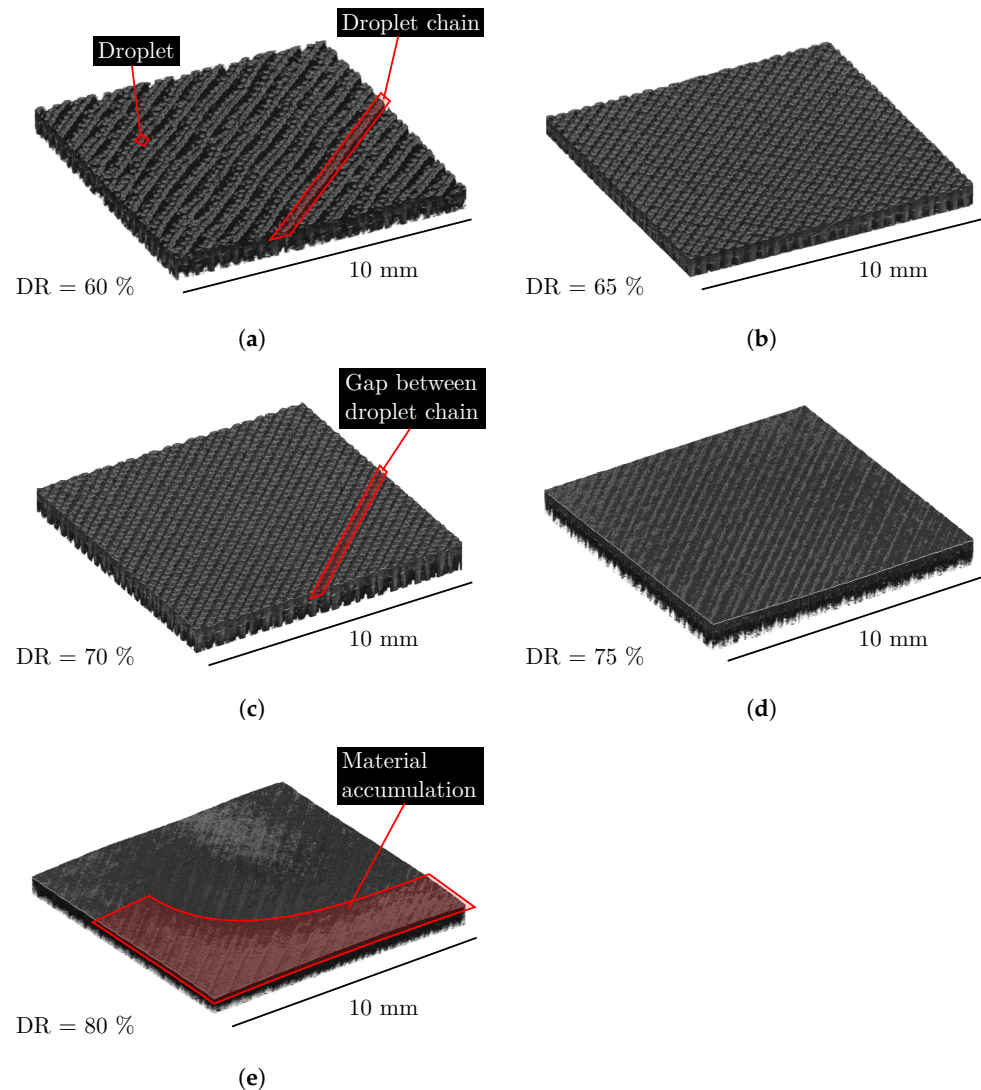 Droplet chain
Droplet
10 mm
DR = 60 %
(a)
10 mm
DR = 65 %
(b)
Gap between
droplet chain
10 mm
DR = 70 %
(c)
10 mm
DR = 75 %
(d)
Material
accumulation
10 mm
DR = 80 %
(e)